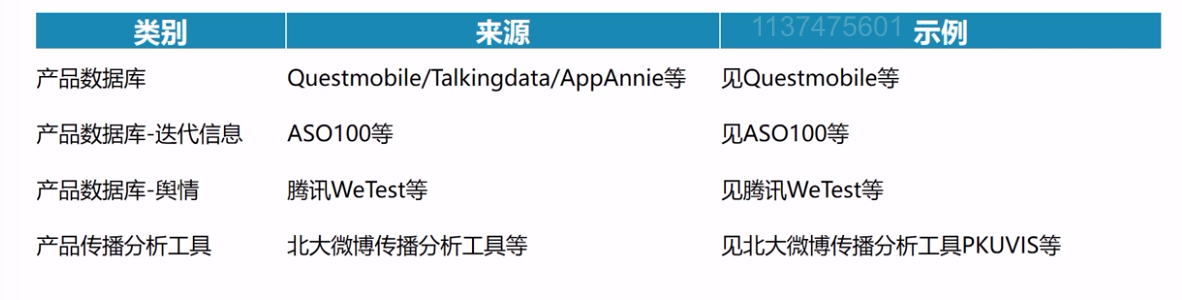 类别 来源 1137475601 示例
产品数据库 Questmobile/Talkingdata/AppAnnie等 见Questmobile等
产品数据库-迭代信息 ASO100等 见ASO100等
产品数据库-舆情 腾讯WeTest等 见腾讯WeTest等
产品传播分析工具 北大微博传播分析工具等 见北大微博传播分析工具PKUVIS等